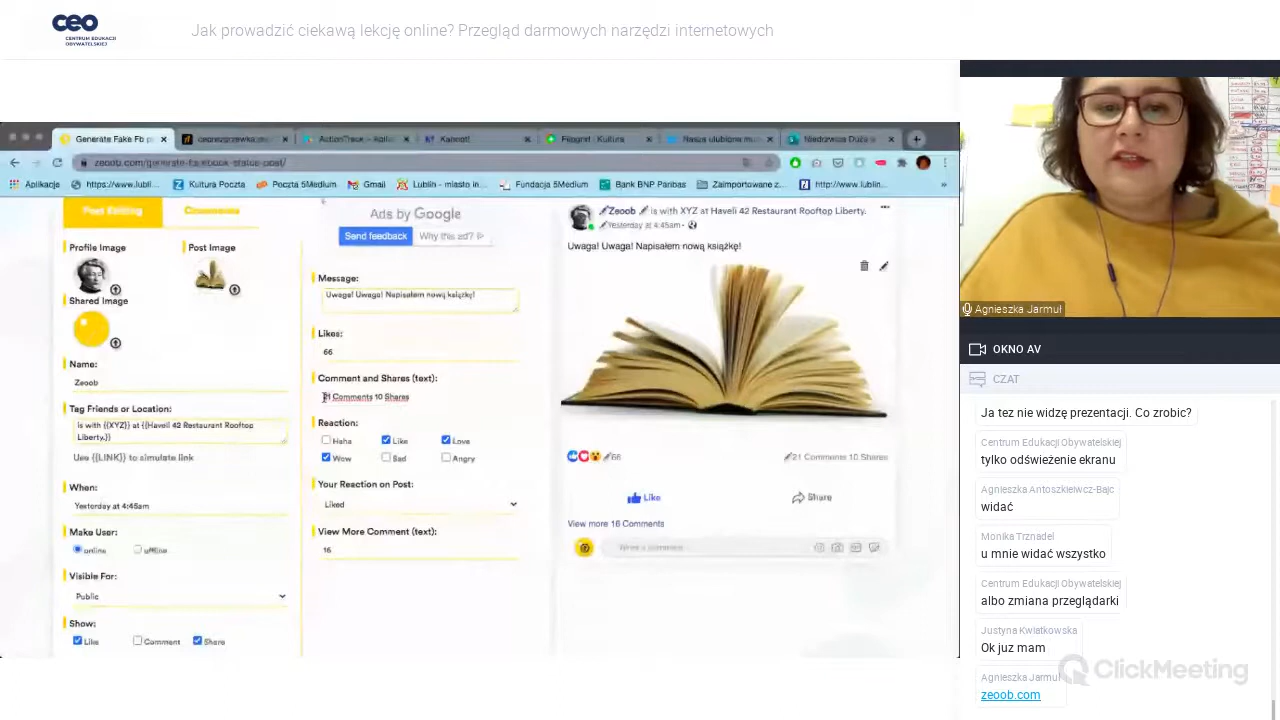 ceo
CENTRUM EDUKACJI
OBYWATELSKIEJ
Jak prowadzić ciekawą lekcję online? Przegląd darmowych narzędzi internetowych
Generate Fake Fb p
Kahoot!
zeoob.com/generate-facebook-status-post/
Aplikacje
https://www.lubli...
Kultura Poczta
Poczta 5Medium
Gmail
Lublin - miasto in...
Fundacja 5Medium
Bank BNP Paribas
Zaimportowane z...
http://www.lublin...
»
Post Editing
Comments
Profile Image
Post Image
Shared Image
Name:
Zeoob
Tag Friends or Location:
is with {{XYZ}} at {{Haveli 42 Restaurant Rooftop
Liberty.}}
Use {{LINK}} to simulate link
When:
Yesterday at 4:45am
Make User:
online
offline
Visible For:
Public
Show:
Like
Comment
Share
Ads by Google
Send feedback
Why this ad?
Message:
Uwaga! Uwaga! Napisałem nową książkę!
Likes:
66
Comment and Shares (text):
21 Comments 10 Shares
Reaction:
Haha
Like
Love
Wow
Sad
Angry
Your Reaction on Post:
Liked
View More Comment (text):
16
Zeoob is with XYZ at Haveli 42 Restaurant Rooftop Liberty.
Yesterday at 4:45am
Uwaga! Uwaga! Napisałem nową książkę!
66
21 Comments 10 Shares
Like
Share
View more 16 Comments
Write a comment
Agnieszka Jarmuł
OKNO AV
CZAT
Ja tez nie widzę prezentacji. Co zrobic?
Centrum Edukacji Obywatelskiej
tylko odświeżenie ekranu
Agnieszka Antoszkieiwcz-Bajc
widać
Monika Trznadel
u mnie widać wszystko
Centrum Edukacji Obywatelskiej
albo zmiana przeglądarki
Justyna Kwiatkowska
Ok juz mam
Agnieszka Jarmuł
zeoob.com
ClickMeeting